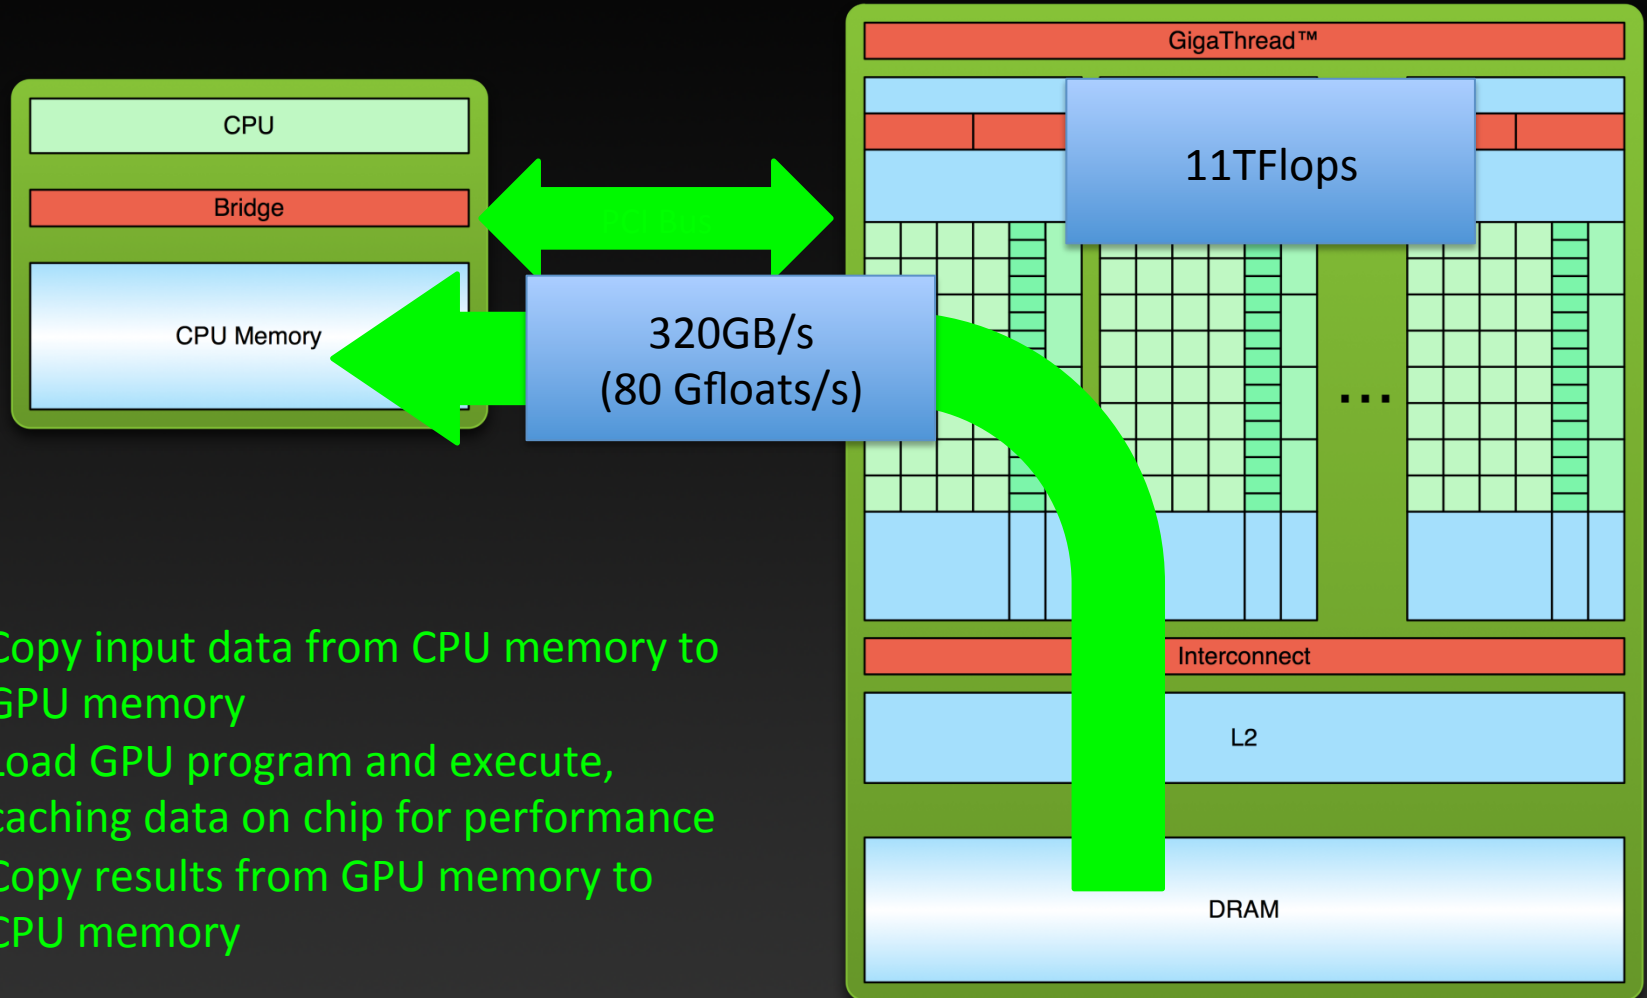 GigaThread™
CPU
11TFlops
Bridge
PCI Bus
320GB/s
(80 Gfloats/s)
CPU Memory
...
Copy input data from CPU memory to
GPU memory
Load GPU program and execute,
caching data on chip for performance
Copy results from GPU memory to
CPU memory
Interconnect
L2
DRAM